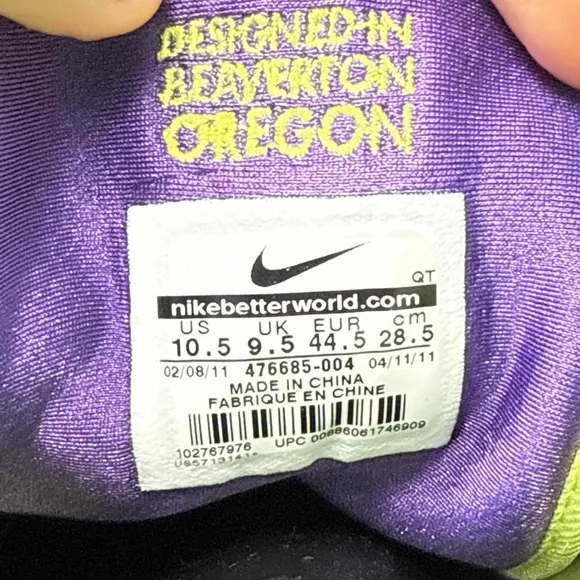 DESIGNED IN
BEAVERTON
OREGON
QT
nikebetterworld.com
US UK EUR cm
10.5 9.5 44.5 28.5
02/08/11 476685-004 04/11/11
MADE IN CHINA
FABRIQUE EN CHINE
102767976 UPC 00886061746909